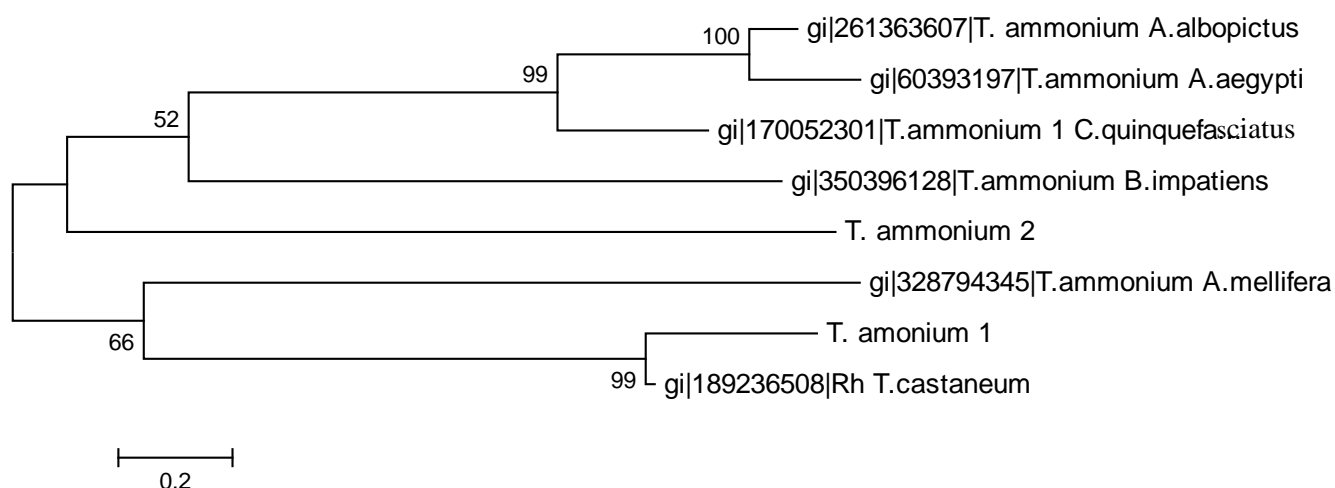 100
gi|261363607|T. ammonium A.albopictus
99
gi|60393197|T.ammonium A.aegypti
52
gi|170052301|T.ammonium 1 C.quinquefasciatus
gi|350396128|T.ammonium B.impatiens
T. ammonium 2
gi|328794345|T.ammonium A.mellifera
66
T. amonium 1
99
gi|189236508|Rh T.castaneum
0.2